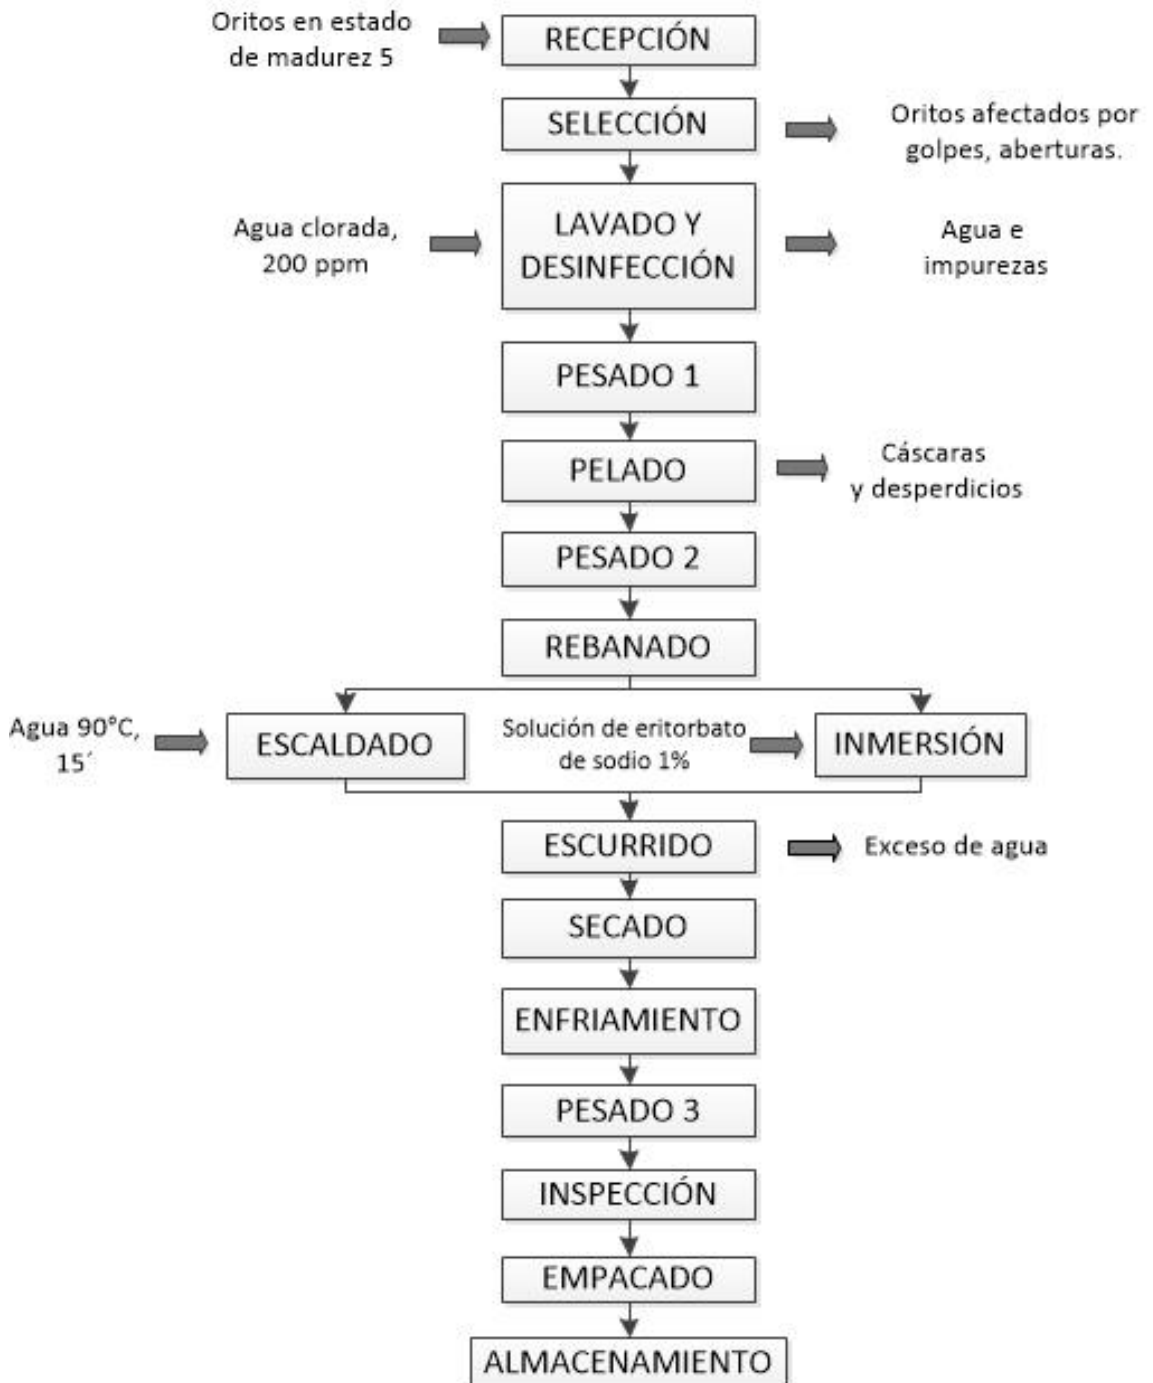 Oritos en estado
de madurez 5
RECEPCIÓN
SELECCIÓN
Oritos afectados por
golpes, aberturas.
Agua clorada,
200 ppm
LAVADO Y
DESINFECCIÓN
Agua e
impurezas
PESADO 1
PELADO
Cáscaras
y desperdicios
PESADO 2
REBANADO
Agua 90°C,
15´
ESCALDADO
Solución de eritorbato
de sodio 1%
INMERSIÓN
ESCURRIDO
Exceso de agua
SECADO
ENFRIAMIENTO
PESADO 3
INSPECCIÓN
EMPACADO
ALMACENAMIENTO